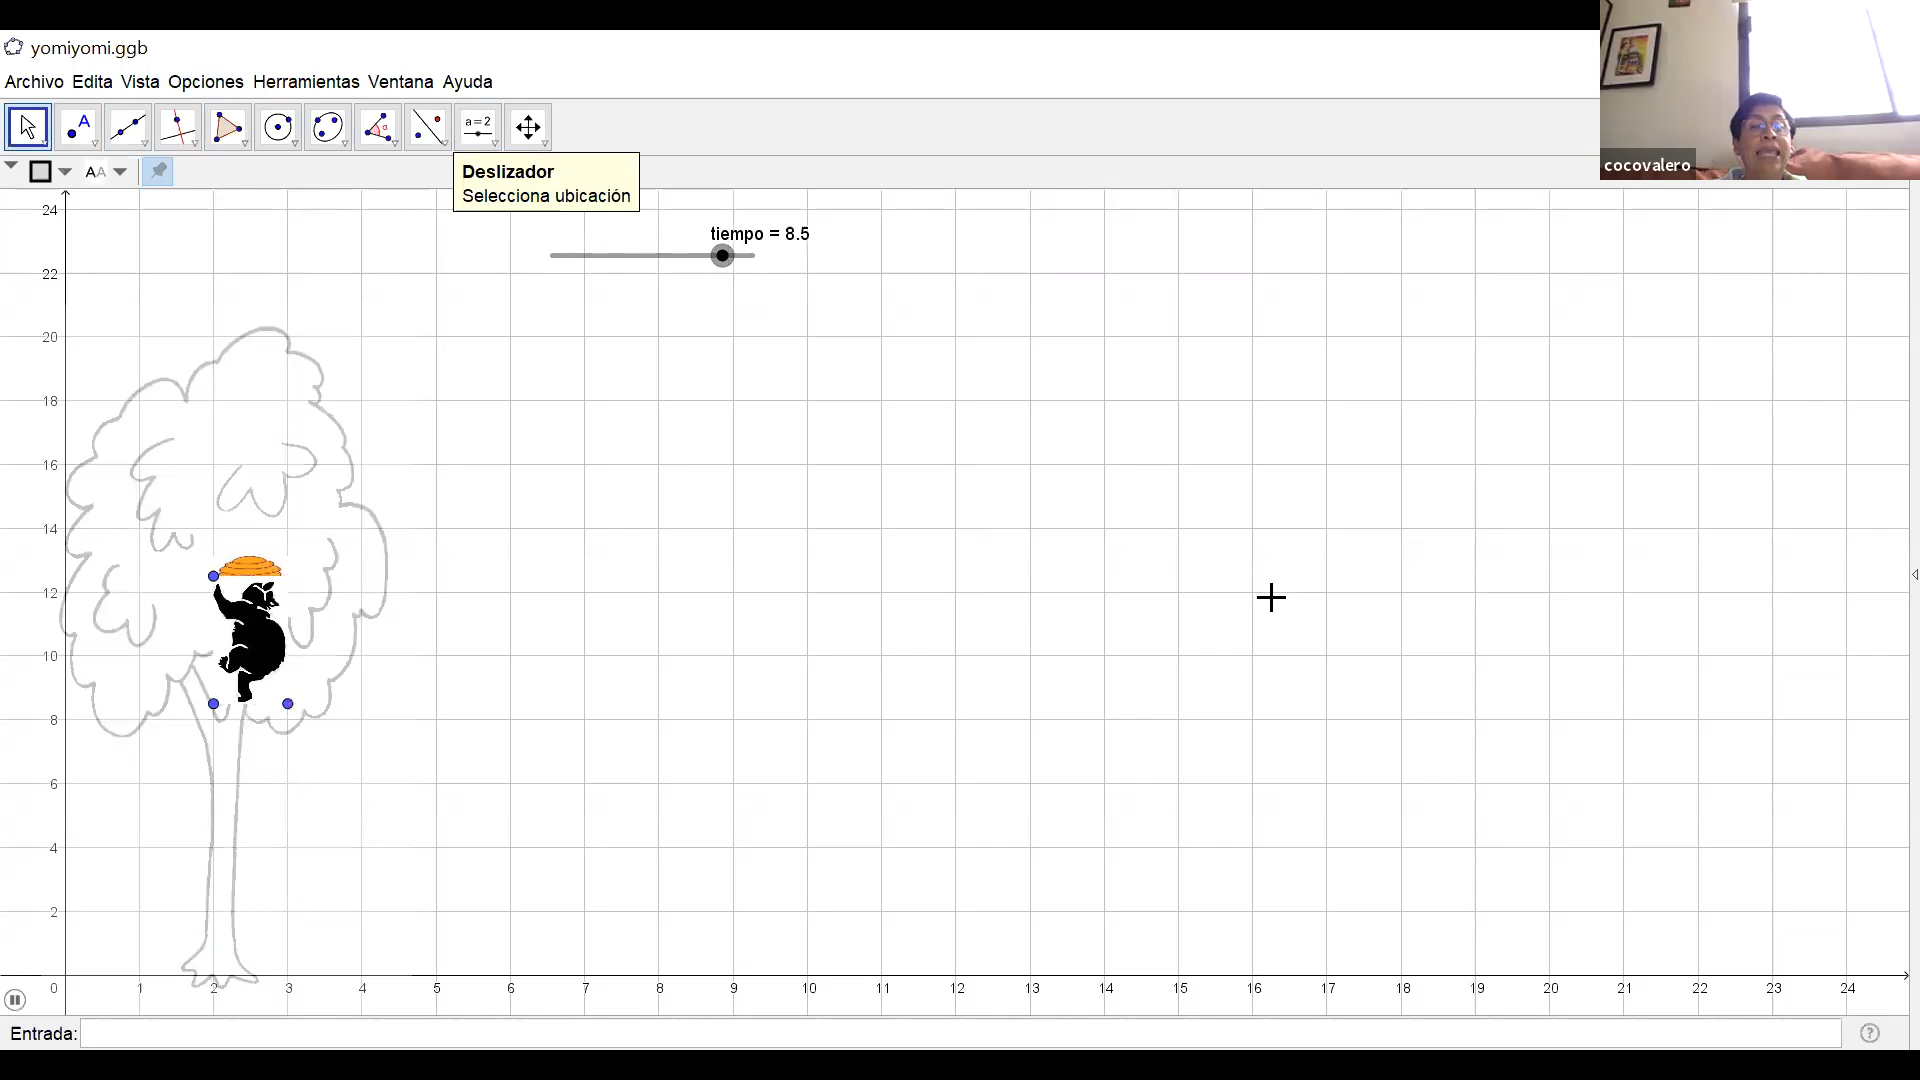 yomiyomi.ggb
Archivo Edita Vista Opciones Herramientas Ventana Ayuda
A
a=2
α
AA
Deslizador
Selecciona ubicación
cocovalero
tiempo = 8.5
24
22
20
18
16
14
12
10
8
6
4
2
0 1 2 3 4 5 6 7 8 9 10 11 12 13 14 15 16 17 18 19 20 21 22 23 24
Entrada:
?